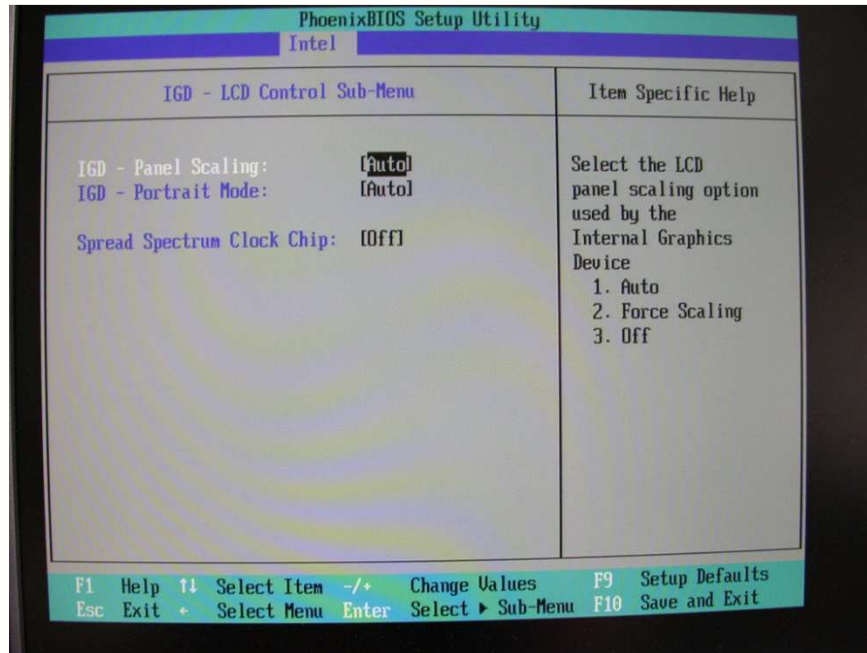 PhoenixBIOS Setup Utility
Intel
IGD - LCD Control Sub-Menu
Item Specific Help
IGD - Panel Scaling: [Auto]
IGD - Portrait Mode: [Auto]
Spread Spectrum Clock Chip: [Off]
Select the LCD
panel scaling option
used by the
Internal Graphics
Device
1. Auto
2. Force Scaling
3. Off
F1 Help ↑↓ Select Item -/+ Change Values F9 Setup Defaults
Esc Exit ← Select Menu Enter Select ▶ Sub-Menu F10 Save and Exit